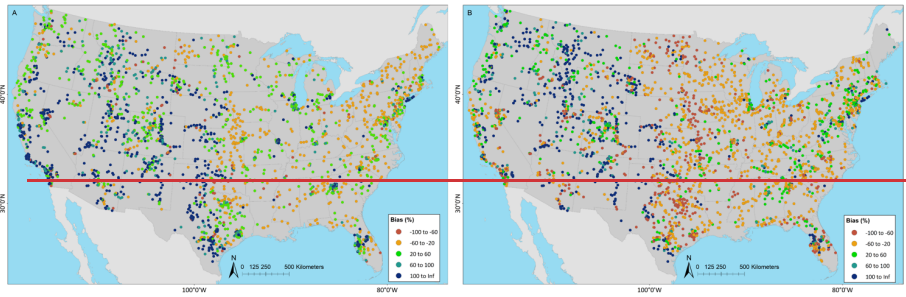 A
B
40°0'N
40°0'N
30°0'N
30°0'N
Bias (%)
-100 to -60
-60 to -20
20 to 60
60 to 100
100 to Inf
N
0 125 250 500 Kilometers
Bias (%)
-100 to -60
-60 to -20
20 to 60
60 to 100
100 to Inf
N
0 125 250 500 Kilometers
100°0'W
80°0'W
100°0'W
80°0'W